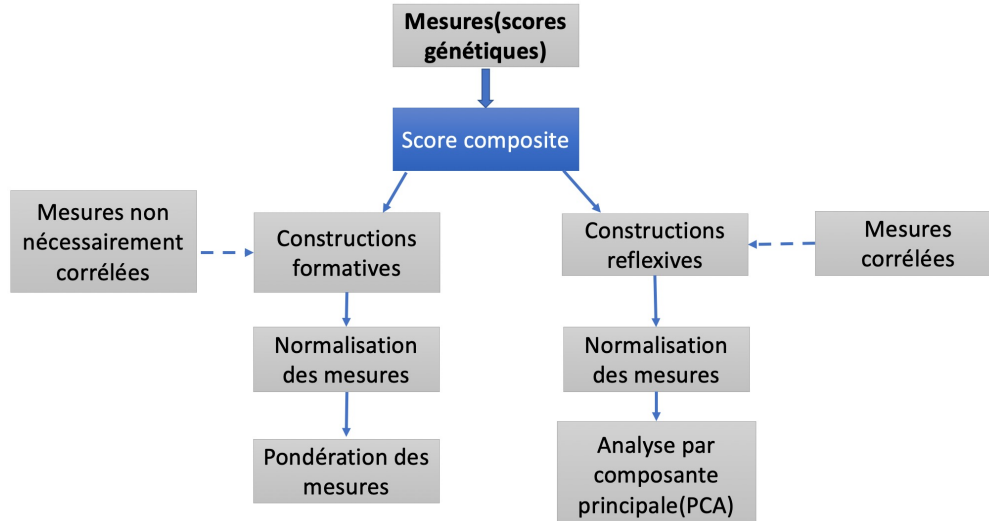 Mesures(scores
génétiques)
Score composite
Mesures non
nécessairement
corrélées
Constructions
formatives
Constructions
reflexives
Mesures
corrélées
Normalisation
des mesures
Normalisation
des mesures
Pondération des
mesures
Analyse par
composante
principale(PCA)